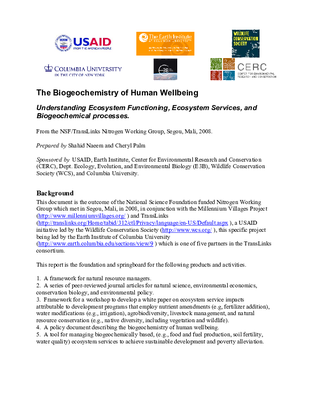 USAID
FROM THE AMERICAN PEOPLE
The Earth Institute
COLUMBIA UNIVERSITY
WILDLIFE
CONSERVATION
SOCIETY
COLUMBIA UNIVERSITY
IN THE CITY OF NEW YORK
CERC
The Biogeochemistry of Human Wellbeing
Understanding Ecosystem Functioning, Ecosystem Services, and
Biogeochemical processes.
From the NSF/TransLinks Nitrogen Working Group, Segou, Mali, 2008.
Prepared by Shahid Naeem and Cheryl Palm
Sponsored by USAID, Earth Institute, Center for Environmental Research and Conservation
(CERC), Dept. Ecology, Evolution, and Environmental Biology (E3B), Wildlife Conservation
Society (WCS), and Columbia University.
Background
This document is the outcome of the National Science Foundation funded Nitrogen Working
Group which met in Segou, Mali, in 2008, in conjunction with the Millennium Villages Project
(http://www.millenniumvillages.org/ ) and TransLinks
(http://translinks.org/Home/tabid/312/ctl/Privacy/language/en-US/Default.aspx ), a USAID
initiative led by the Wildlife Conservation Society (http://www.wcs.org/ ), this specific project
being led by the Earth Institute of Columbia University
(http://www.earth.columbia.edu/sections/view/9 ) which is one of five partners in the TransLinks
consortium.
This report is the foundation and springboard for the following products and activities.
1. A framework for natural resource managers.
2. A series of peer-reviewed journal articles for natural science, environmental economics,
conservation biology, and environmental policy.
3. Framework for a workshop to develop a white paper on ecosystem service impacts
attributable to development programs that employ nutrient amendments (e.g., fertilizer addition),
water modifications (e.g., irrigation), agrobiodiversity, livestock management, and natural
resource conservation (e.g., native diversity, including vegetation and wildlife).
4. A policy document describing the biogeochemistry of human wellbeing.
5. A tool for managing biogeochemically based, (e.g., food and fuel production, soil fertility,
water quality) ecosystem services to achieve sustainable development and poverty alleviation.